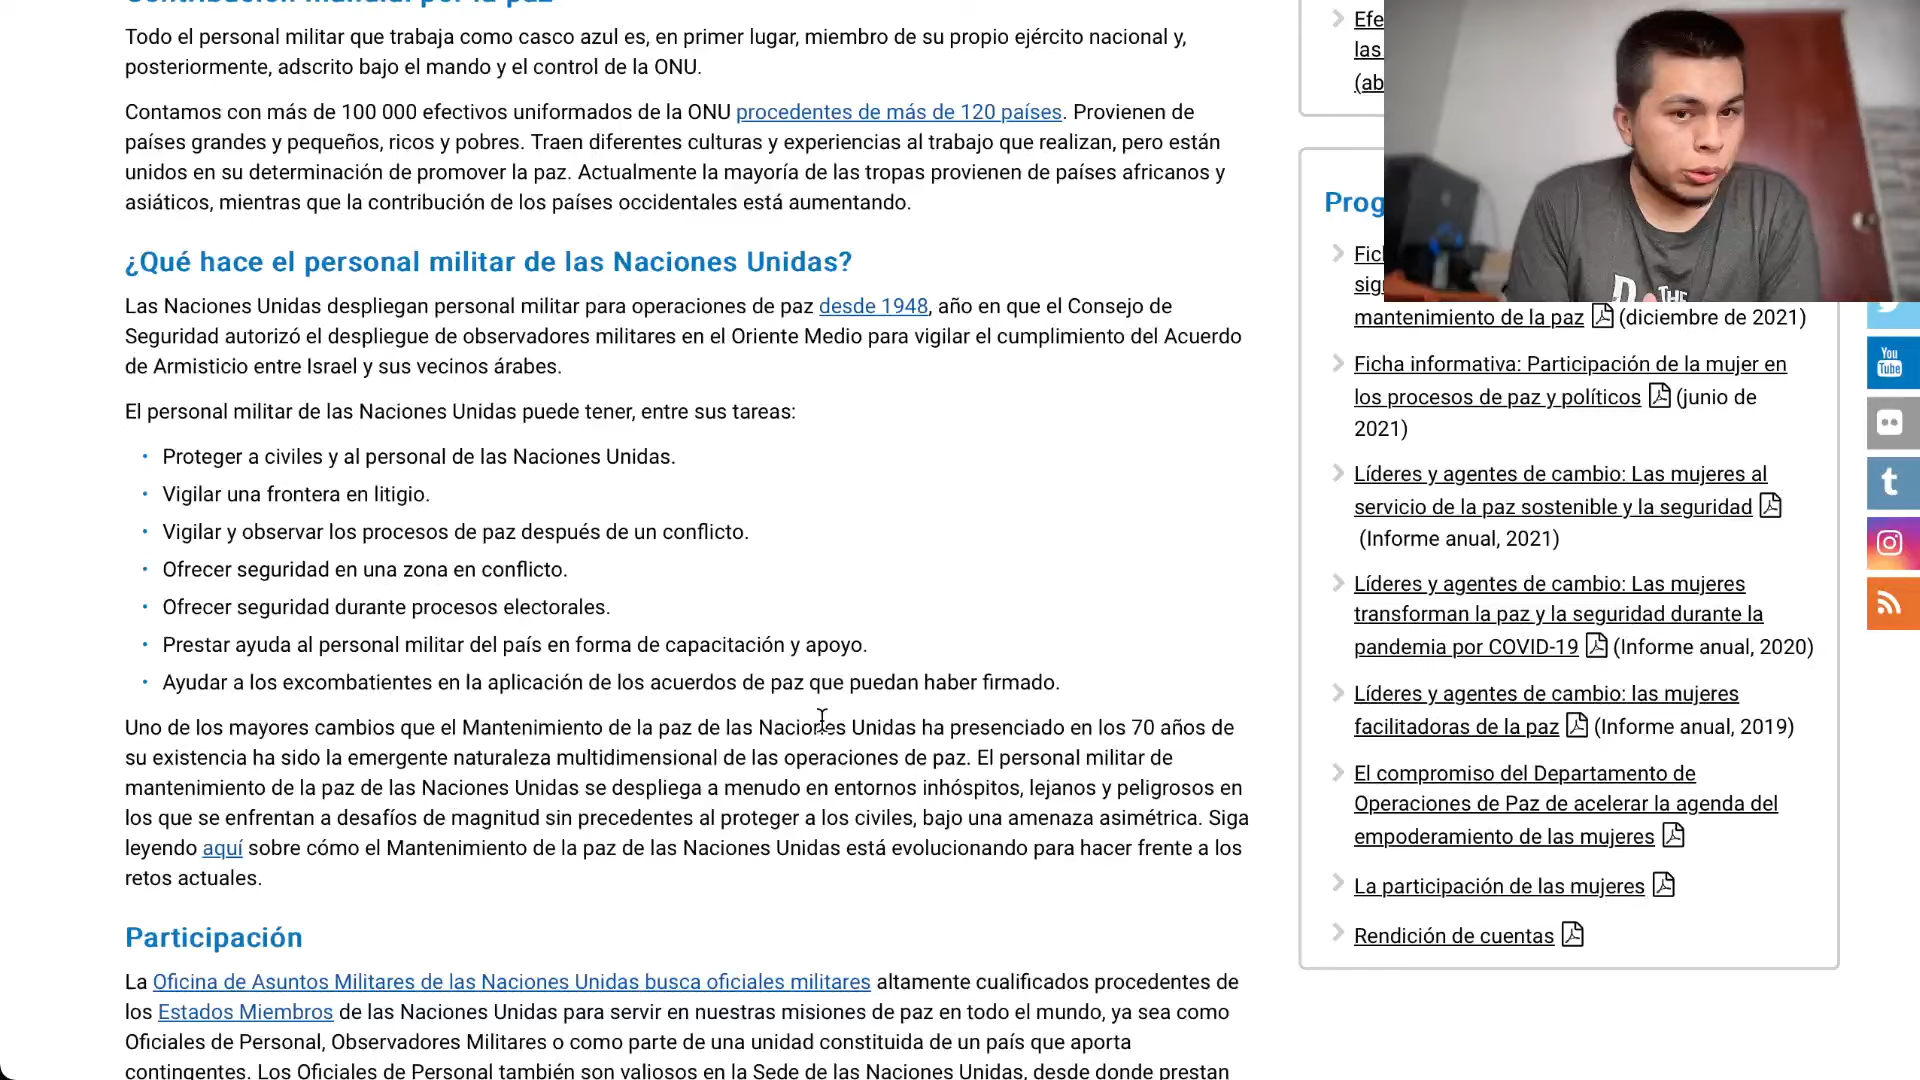 Contribución mundial por la paz
Todo el personal militar que trabaja como casco azul es, en primer lugar, miembro de su propio ejército nacional y,
posteriormente, adscrito bajo el mando y el control de la ONU.
Contamos con más de 100 000 efectivos uniformados de la ONU procedentes de más de 120 países. Provienen de
países grandes y pequeños, ricos y pobres. Traen diferentes culturas y experiencias al trabajo que realizan, pero están
unidos en su determinación de promover la paz. Actualmente la mayoría de las tropas provienen de países africanos y
asiáticos, mientras que la contribución de los países occidentales está aumentando.
¿Qué hace el personal militar de las Naciones Unidas?
Las Naciones Unidas despliegan personal militar para operaciones de paz desde 1948, año en que el Consejo de
Seguridad autorizó el despliegue de observadores militares en el Oriente Medio para vigilar el cumplimiento del Acuerdo
de Armisticio entre Israel y sus vecinos árabes.
El personal militar de las Naciones Unidas puede tener, entre sus tareas:
• Proteger a civiles y al personal de las Naciones Unidas.
• Vigilar una frontera en litigio.
• Vigilar y observar los procesos de paz después de un conflicto.
• Ofrecer seguridad en una zona en conflicto.
• Ofrecer seguridad durante procesos electorales.
• Prestar ayuda al personal militar del país en forma de capacitación y apoyo.
• Ayudar a los excombatientes en la aplicación de los acuerdos de paz que puedan haber firmado.
Uno de los mayores cambios que el Mantenimiento de la paz de las Naciones Unidas ha presenciado en los 70 años de
su existencia ha sido la emergente naturaleza multidimensional de las operaciones de paz. El personal militar de
mantenimiento de la paz de las Naciones Unidas se despliega a menudo en entornos inhóspitos, lejanos y peligrosos en
los que se enfrentan a desafíos de magnitud sin precedentes al proteger a los civiles, bajo una amenaza asimétrica. Siga
leyendo aquí sobre cómo el Mantenimiento de la paz de las Naciones Unidas está evolucionando para hacer frente a los
retos actuales.
Participación
La Oficina de Asuntos Militares de las Naciones Unidas busca oficiales militares altamente cualificados procedentes de
los Estados Miembros de las Naciones Unidas para servir en nuestras misiones de paz en todo el mundo, ya sea como
Oficiales de Personal, Observadores Militares o como parte de una unidad constituida de un país que aporta
contingentes. Los Oficiales de Personal también son valiosos en la Sede de las Naciones Unidas, desde donde prestan
Efe
las
(ab
Prog
Fic
sig
mantenimiento de la paz (diciembre de 2021)
Ficha informativa: Participación de la mujer en
los procesos de paz y políticos (junio de
2021)
Líderes y agentes de cambio: Las mujeres al
servicio de la paz sostenible y la seguridad
(Informe anual, 2021)
Líderes y agentes de cambio: Las mujeres
transforman la paz y la seguridad durante la
pandemia por COVID-19 (Informe anual, 2020)
Líderes y agentes de cambio: las mujeres
facilitadoras de la paz (Informe anual, 2019)
El compromiso del Departamento de
Operaciones de Paz de acelerar la agenda del
empoderamiento de las mujeres
La participación de las mujeres
Rendición de cuentas
THE
You
Tube
t